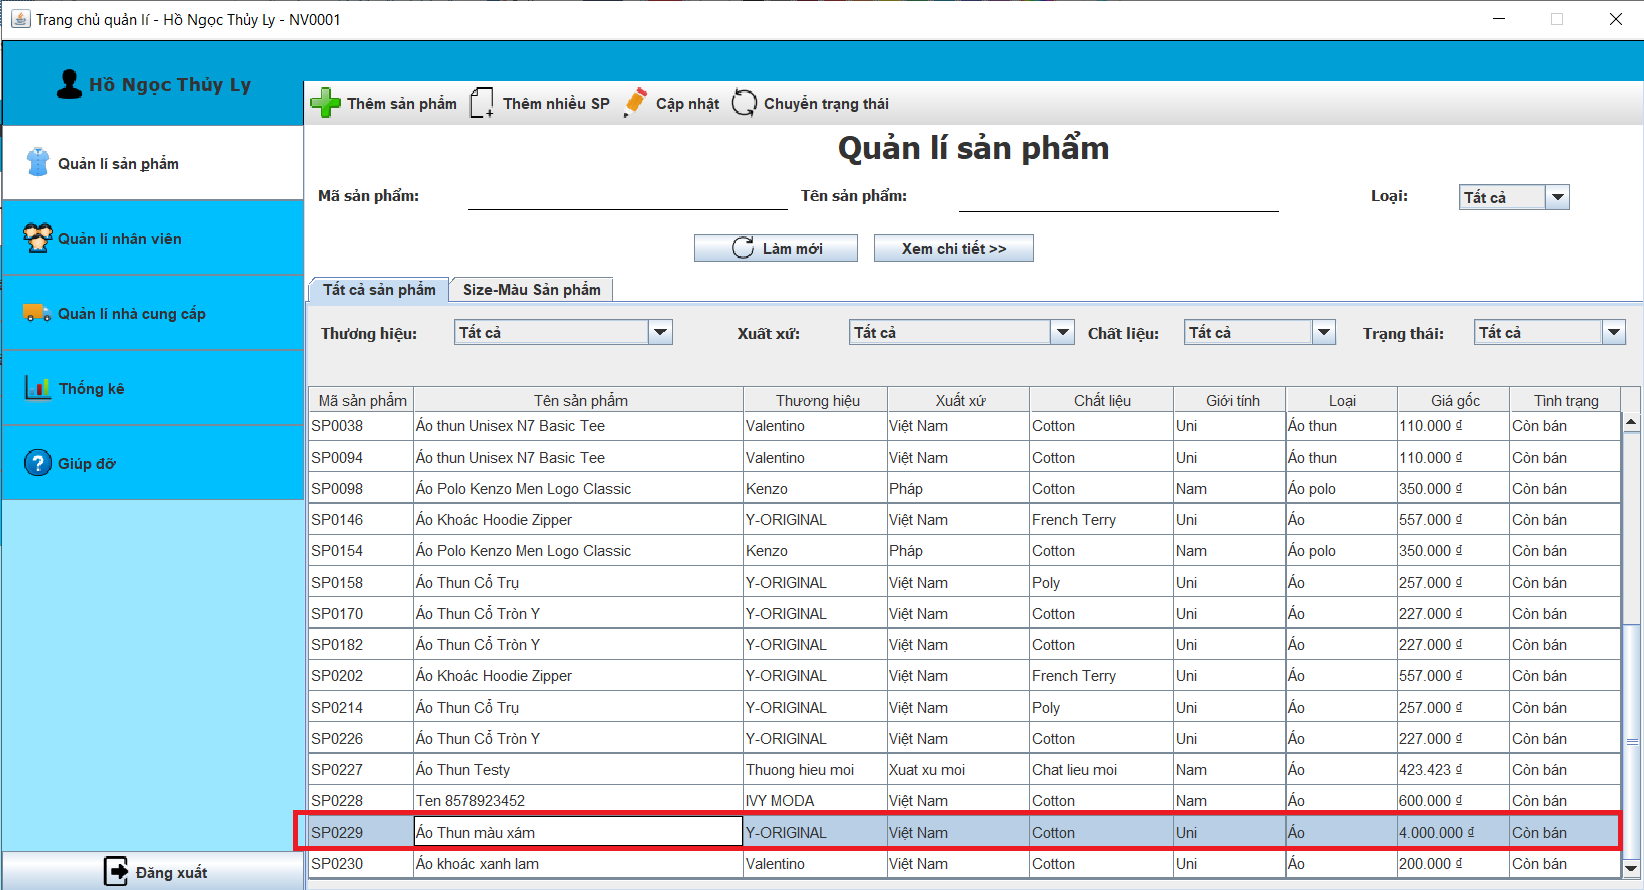 Trang chủ quản lí - Hồ Ngọc Thủy Ly - NV0001
Hồ Ngọc Thủy Ly
Thêm sản phẩm Thêm nhiều SP Cập nhật Chuyển trạng thái
Quản lí sản phẩm
Quản lí nhân viên
Quản lí nhà cung cấp
Thống kê
Giúp đỡ
Đăng xuất
Quản lí sản phẩm
Mã sản phẩm: Tên sản phẩm: Loại: Tất cả
Làm mới Xem chi tiết >>
Tất cả sản phẩm Size-Màu Sản phẩm
Thương hiệu: Tất cả Xuất xứ: Tất cả Chất liệu: Tất cả Trạng thái: Tất cả
Mã sản phẩm Tên sản phẩm Thương hiệu Xuất xứ Chất liệu Giới tính Loại Giá gốc Tình trạng
SP0038 Áo thun Unisex N7 Basic Tee Valentino Việt Nam Cotton Uni Áo thun 110.000 ₫ Còn bán
SP0094 Áo thun Unisex N7 Basic Tee Valentino Việt Nam Cotton Uni Áo thun 110.000 ₫ Còn bán
SP0098 Áo Polo Kenzo Men Logo Classic Kenzo Pháp Cotton Nam Áo polo 350.000 ₫ Còn bán
SP0146 Áo Khoác Hoodie Zipper Y-ORIGINAL Việt Nam French Terry Uni Áo 557.000 ₫ Còn bán
SP0154 Áo Polo Kenzo Men Logo Classic Kenzo Pháp Cotton Nam Áo polo 350.000 ₫ Còn bán
SP0158 Áo Thun Cổ Trụ Y-ORIGINAL Việt Nam Poly Uni Áo 257.000 ₫ Còn bán
SP0170 Áo Thun Cổ Tròn Y Y-ORIGINAL Việt Nam Cotton Uni Áo 227.000 ₫ Còn bán
SP0182 Áo Thun Cổ Tròn Y Y-ORIGINAL Việt Nam Cotton Uni Áo 227.000 ₫ Còn bán
SP0202 Áo Khoác Hoodie Zipper Y-ORIGINAL Việt Nam French Terry Uni Áo 557.000 ₫ Còn bán
SP0214 Áo Thun Cổ Trụ Y-ORIGINAL Việt Nam Poly Uni Áo 257.000 ₫ Còn bán
SP0226 Áo Thun Cổ Tròn Y Y-ORIGINAL Việt Nam Cotton Uni Áo 227.000 ₫ Còn bán
SP0227 Áo Thun Testy Thuong hieu moi Xuat xu moi Chat lieu moi Nam Áo 423.423 ₫ Còn bán
SP0228 Ten 8578923452 IVY MODA Việt Nam Cotton Nam Áo 600.000 ₫ Còn bán
SP0229 Áo Thun màu xám Y-ORIGINAL Việt Nam Cotton Uni Áo 4.000.000 ₫ Còn bán
SP0230 Áo khoác xanh lam Valentino Việt Nam Cotton Uni Áo 200.000 ₫ Còn bán